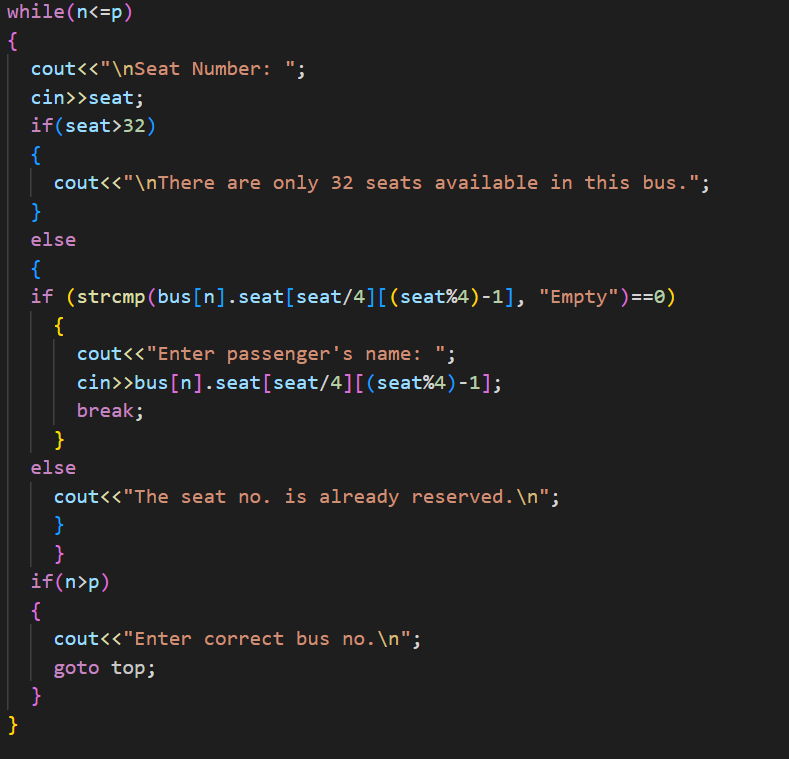 while(n<=p)
{
cout<<"\nSeat Number: ";
cin>>seat;
if(seat>32)
{
cout<<"\nThere are only 32 seats available in this bus.";
}
else
{
if (strcmp(bus[n].seat[seat/4][(seat%4)-1], "Empty")==0)
{
cout<<"Enter passenger's name: ";
cin>>bus[n].seat[seat/4][(seat%4)-1];
break;
}
else
cout<<"The seat no. is already reserved.\n";
}
}
if(n>p)
{
cout<<"Enter correct bus no.\n";
goto top;
}
}